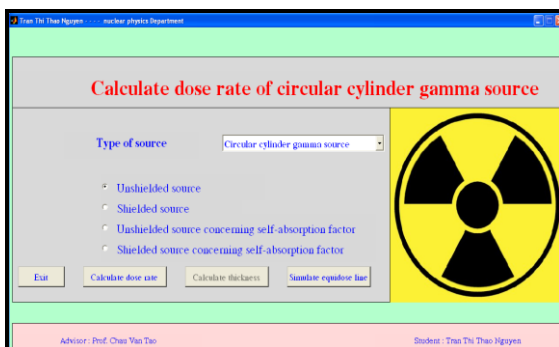 Tran Thi Thao Nguyen - - - - nuclear physics Department
Calculate dose rate of circular cylinder gamma source
Type of source
Circular cylinder gamma source
Unshielded source
Shielded source
Unshielded source concerning self-absorption factor
Shielded source concerning self-absorption factor
Exit Calculate dose rate Calculate thickness Simulate equidose line
Advisor : Prof. Chau Van Tao Student : Tran Thi Thao Nguyen